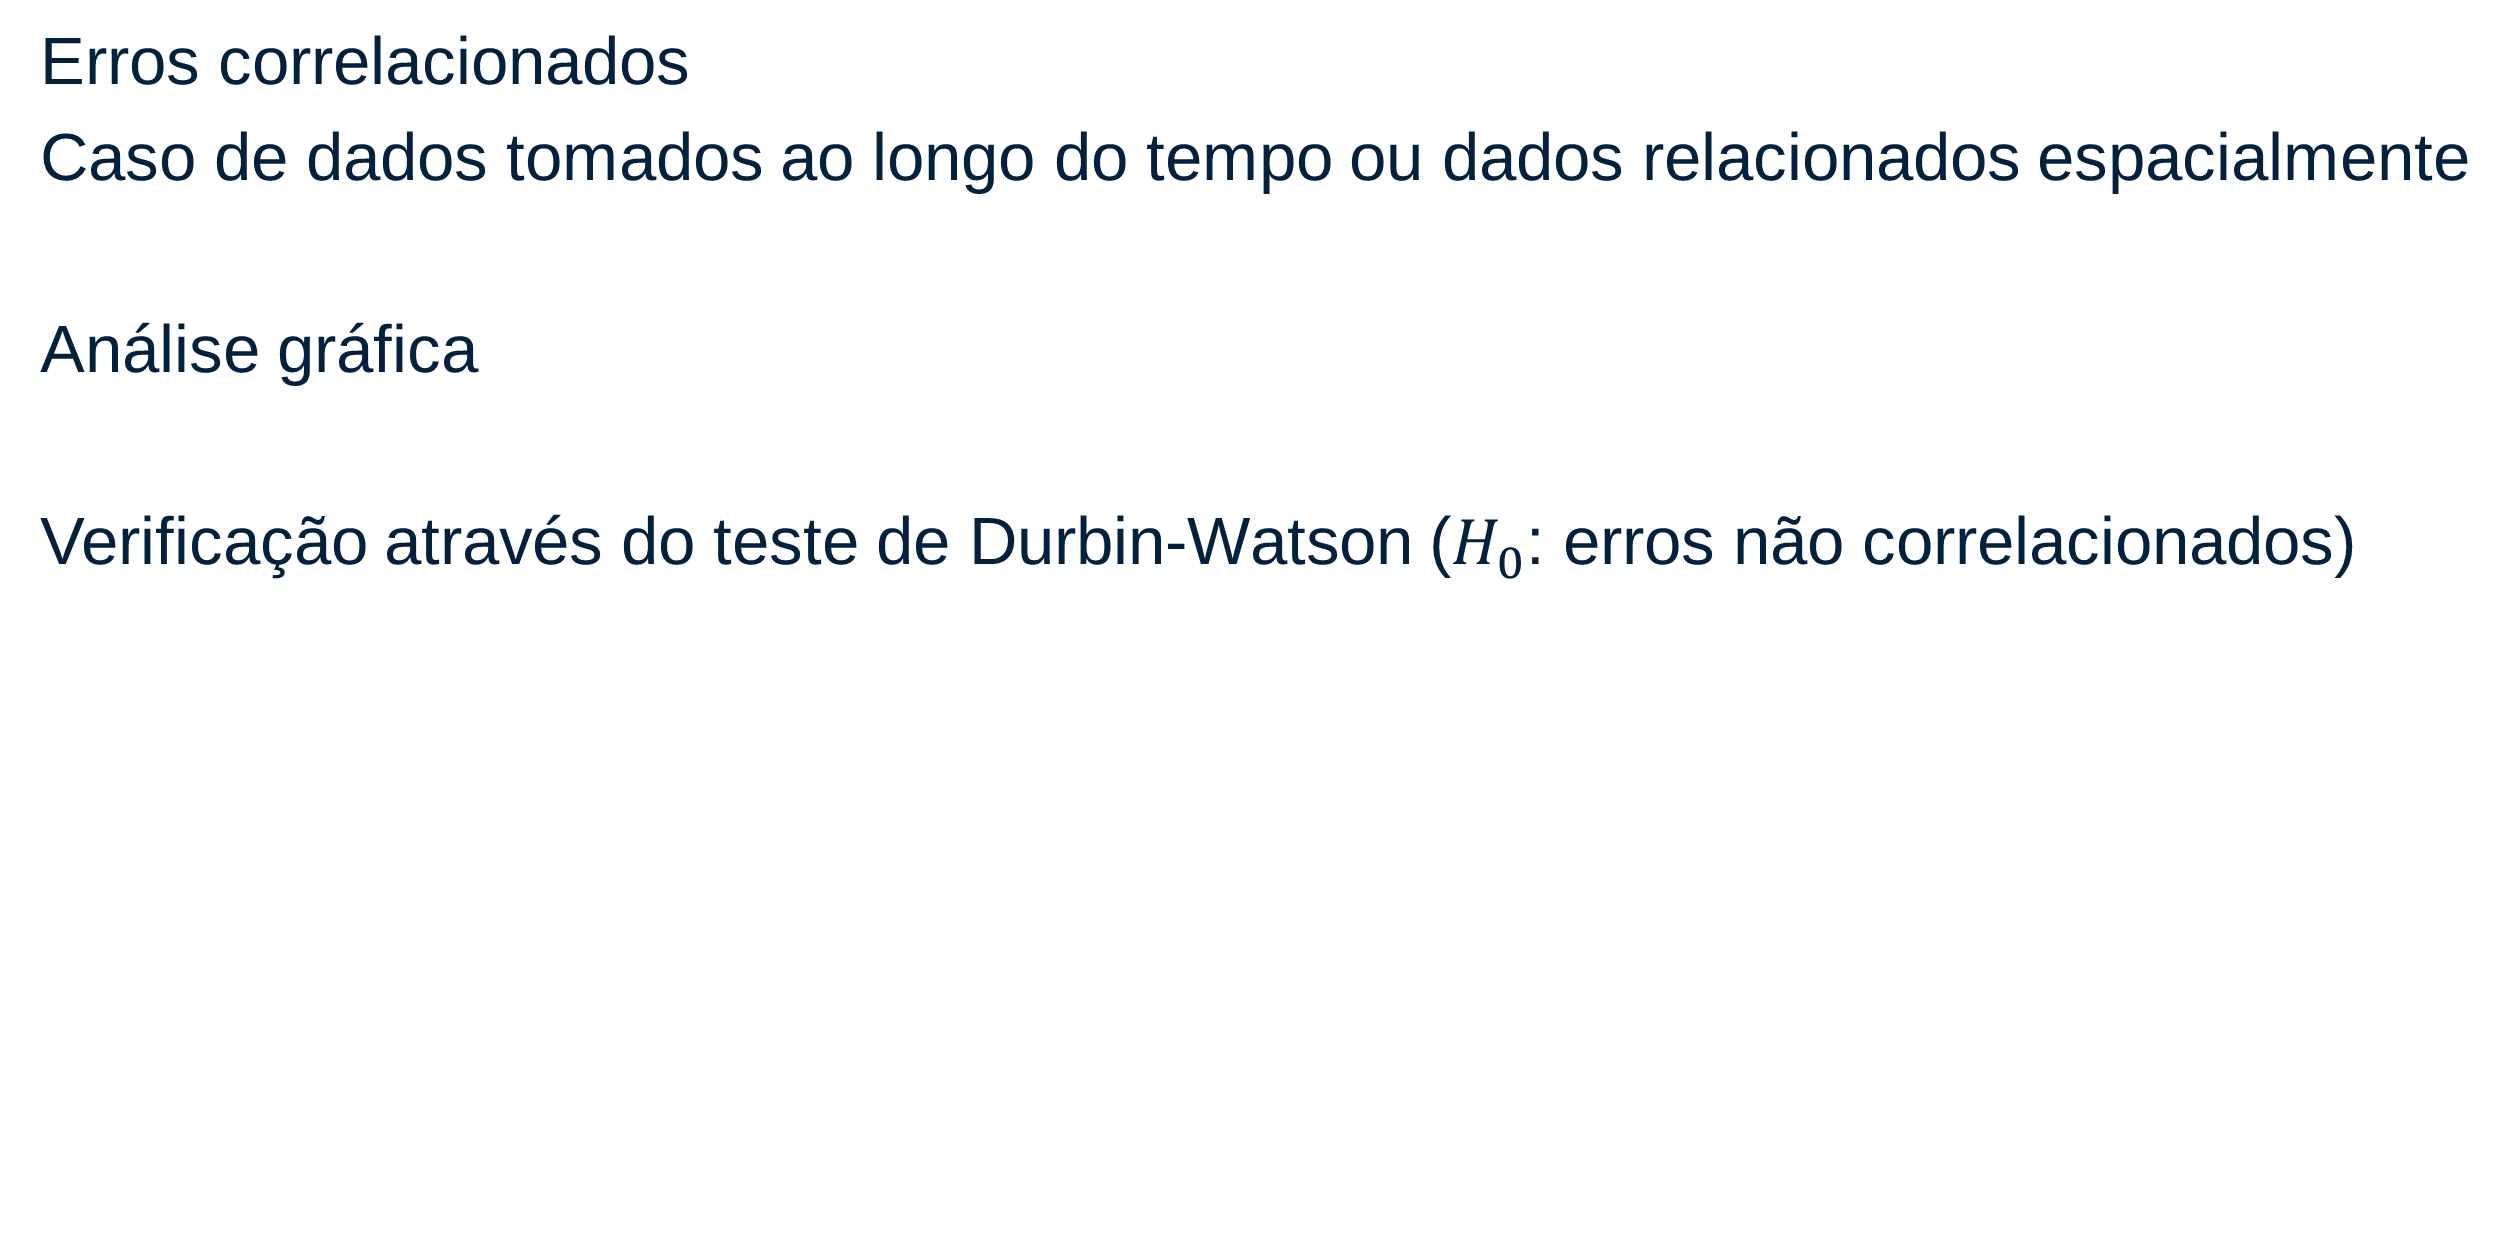 Erros correlacionados
Caso de dados tomados ao longo do tempo ou dados relacionados espacialmente
Análise gráfica
Verificação através do teste de Durbin-Watson (H₀: erros não correlacionados)